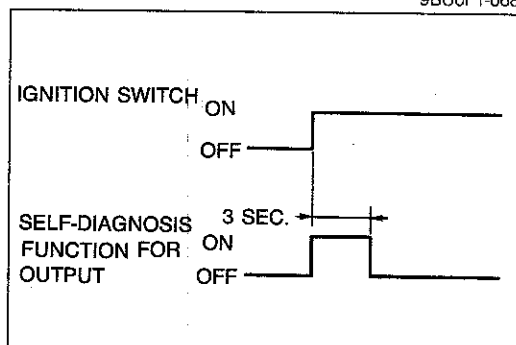 IGNITION SWITCH ON
OFF
3 SEC.
SELF-DIAGNOSIS
FUNCTION FOR ON
OUTPUT OFF